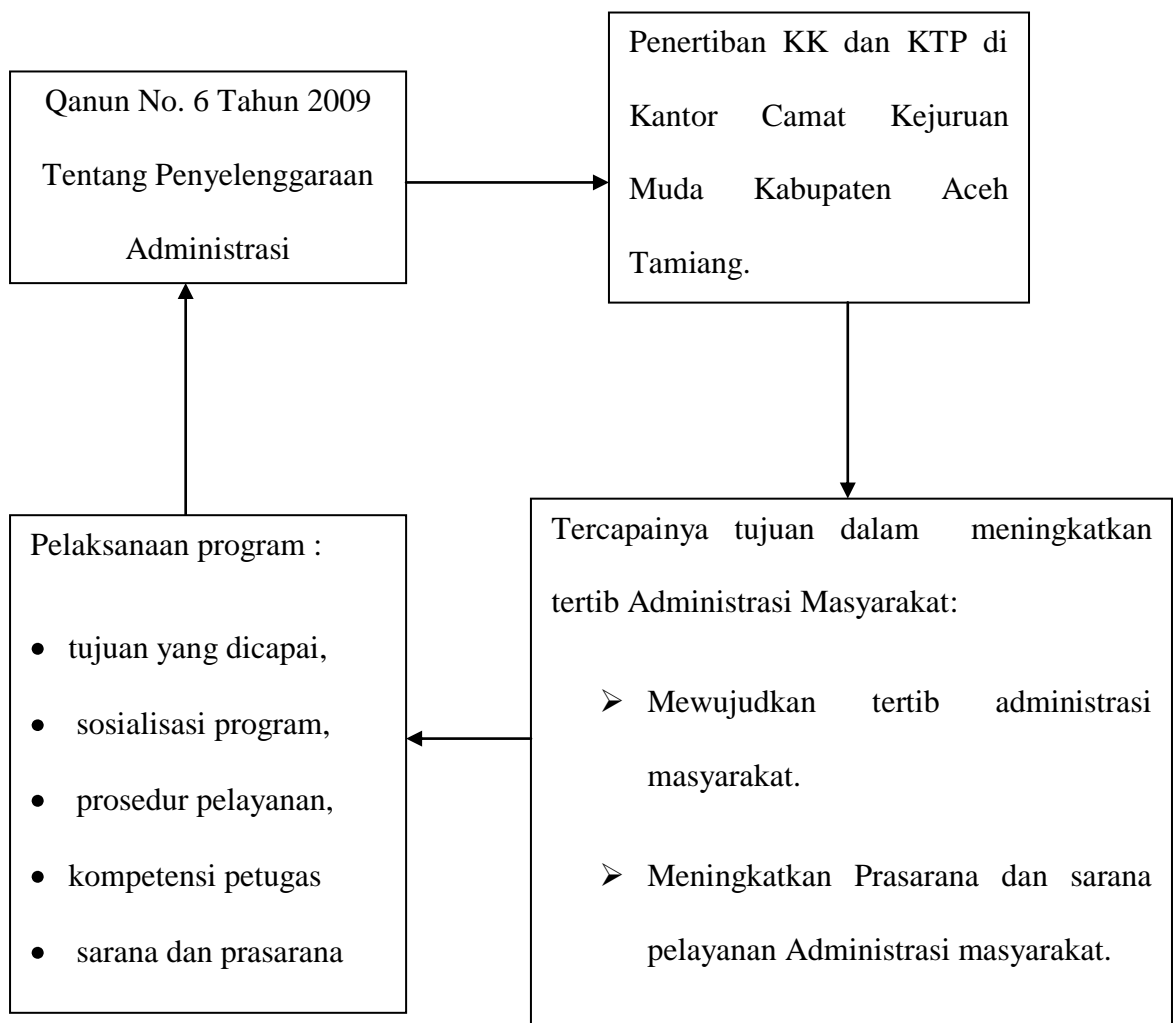 Qanun No. 6 Tahun 2009
Tentang Penyelenggaraan
Administrasi
Penertiban KK dan KTP di
Kantor Camat Kejuruan
Muda Kabupaten Aceh
Tamiang.
Pelaksanaan program :
• tujuan yang dicapai,
• sosialisasi program,
• prosedur pelayanan,
• kompetensi petugas
• sarana dan prasarana
Tercapainya tujuan dalam meningkatkan
tertib Administrasi Masyarakat:
➢ Mewujudkan tertib administrasi
masyarakat.
➢ Meningkatkan Prasarana dan sarana
pelayanan Administrasi masyarakat.